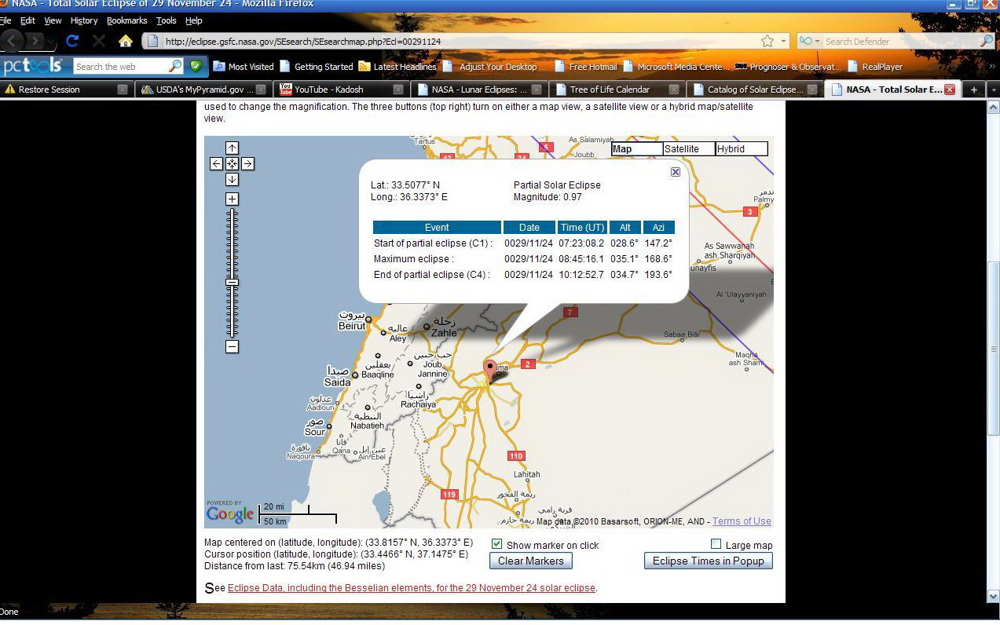 NASA - Total Solar Eclipse of 29 November 24 - Mozilla Firefox
File Edit View History Bookmarks Tools Help
http://eclipse.gsfc.nasa.gov/SEsearch/SEsearchmap.php?Ecl=00291124
Search Defender
pctools Search the web Most Visited Getting Started Latest Headlines Adjust Your Desktop ... Free Hotmail Microsoft Media Cente... Prognoser & Observat... RealPlayer
Restore Session USDA's MyPyramid.gov ... YouTube - Kadosh NASA - Lunar Eclipses: ... Tree of Life Calendar Catalog of Solar Eclipse... NASA - Total Solar E...
used to change the magnification. The three buttons (top right) turn on either a map view, a satellite view or a hybrid map/satellite
view.
Tartus
5
As Salamiyah
Joubb
Map Satellite Hybrid
Lat.: 33.5077° N
Long.: 36.3373° E
Partial Solar Eclipse
Magnitude: 0.97
Event Date Time (UT) Alt Azi
Start of partial eclipse (C1) : 0029/11/24 07:23:08.2 028.6° 147.2°
Maximum eclipse : 0029/11/24 08:45:16.1 035.1° 168.6°
End of partial eclipse (C4) : 0029/11/24 10:12:52.7 034.7° 193.6°
تدمر
Palmy
3
As Sawwanah
ash Sharqiyah
unayfis
Al 'Ulayyaniyah
بيروت
Beirut
عاليه
Aley
زحلة
Zahle
7
Sabaa Biar
Maqha
ash Shami
2
بعقلين
Baaqline
جب جنين
Joub
Jannine
صيدا
Saida
راشيا
Rachaiya
عدلون
Aadloun
النبطية
Nabatieh
صور
Sour
قانا
Qana
عين إبل
Ain Ebel
ناقورة
Naqoura
110
Lahitah
119
ريمة الفخور
قرية رامي
ريمة حازم
POWERED BY
Google
20 mi
50 km
Map data ©2010 Basarsoft, ORION-ME, AND - Terms of Use
Map centered on (latitude, longitude): (33.8157° N, 36.3373° E)
Cursor position (latitude, longitude): (33.4466° N, 37.1475° E)
Distance from last: 75.54km (46.94 miles)
Show marker on click
Large map
Clear Markers
Eclipse Times in Popup
See Eclipse Data, including the Besselian elements, for the 29 November 24 solar eclipse.
Done